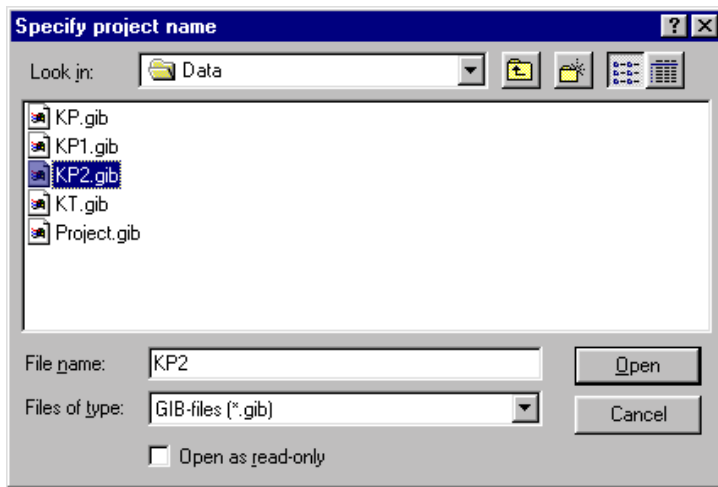 Specify project name
Look in: Data
KP.gib
KP1.gib
KP2.gib
KT.gib
Project.gib
File name: KP2 Open
Files of type: GIB-files (*.gib) Cancel
Open as read-only